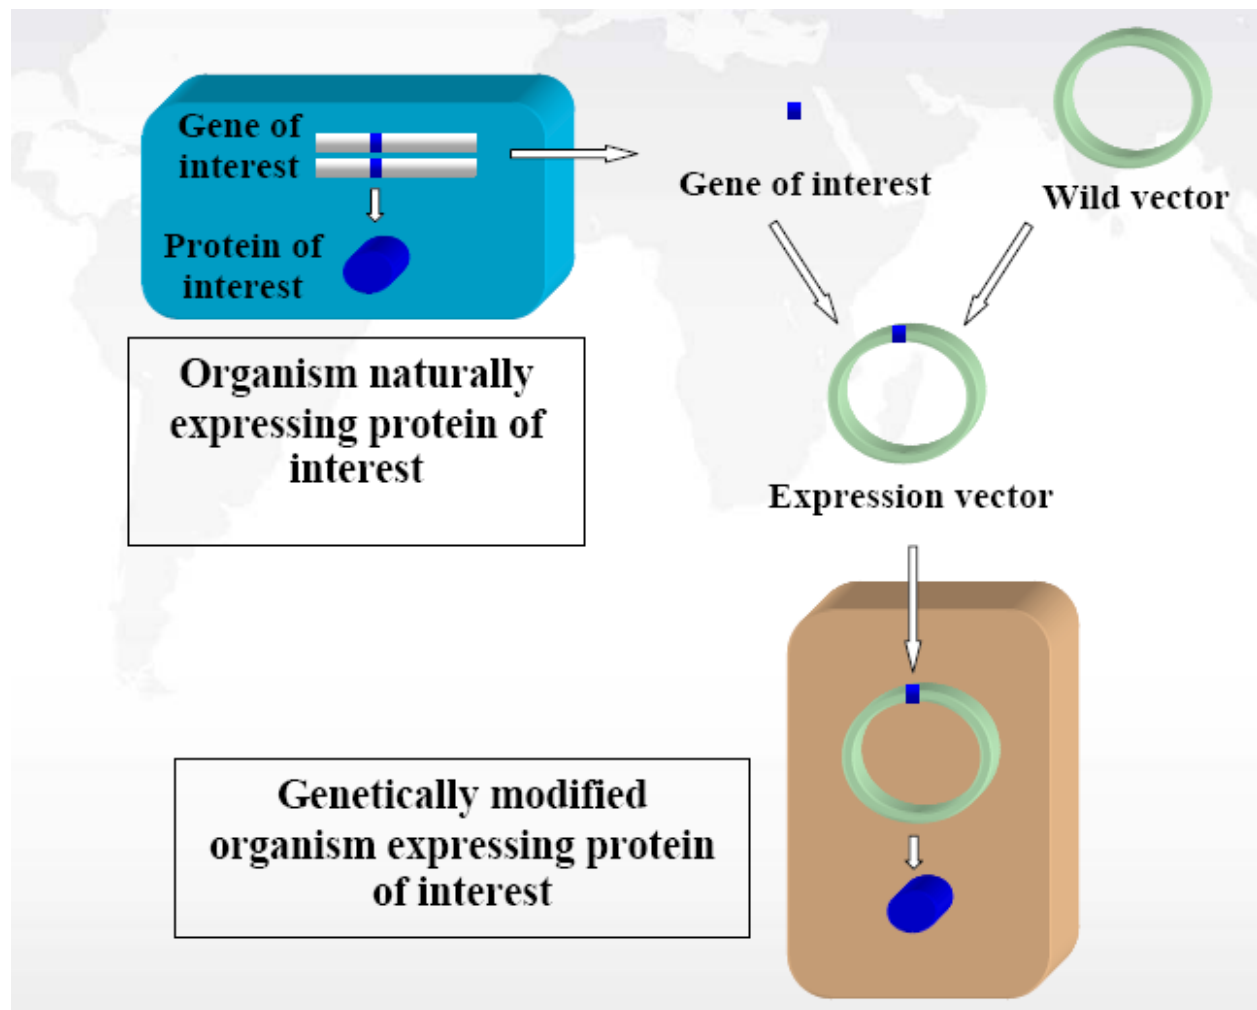 Gene of
interest
Protein of
interest
Gene of interest
Wild vector
Organism naturally
expressing protein of
interest
Expression vector
Genetically modified
organism expressing protein
of interest